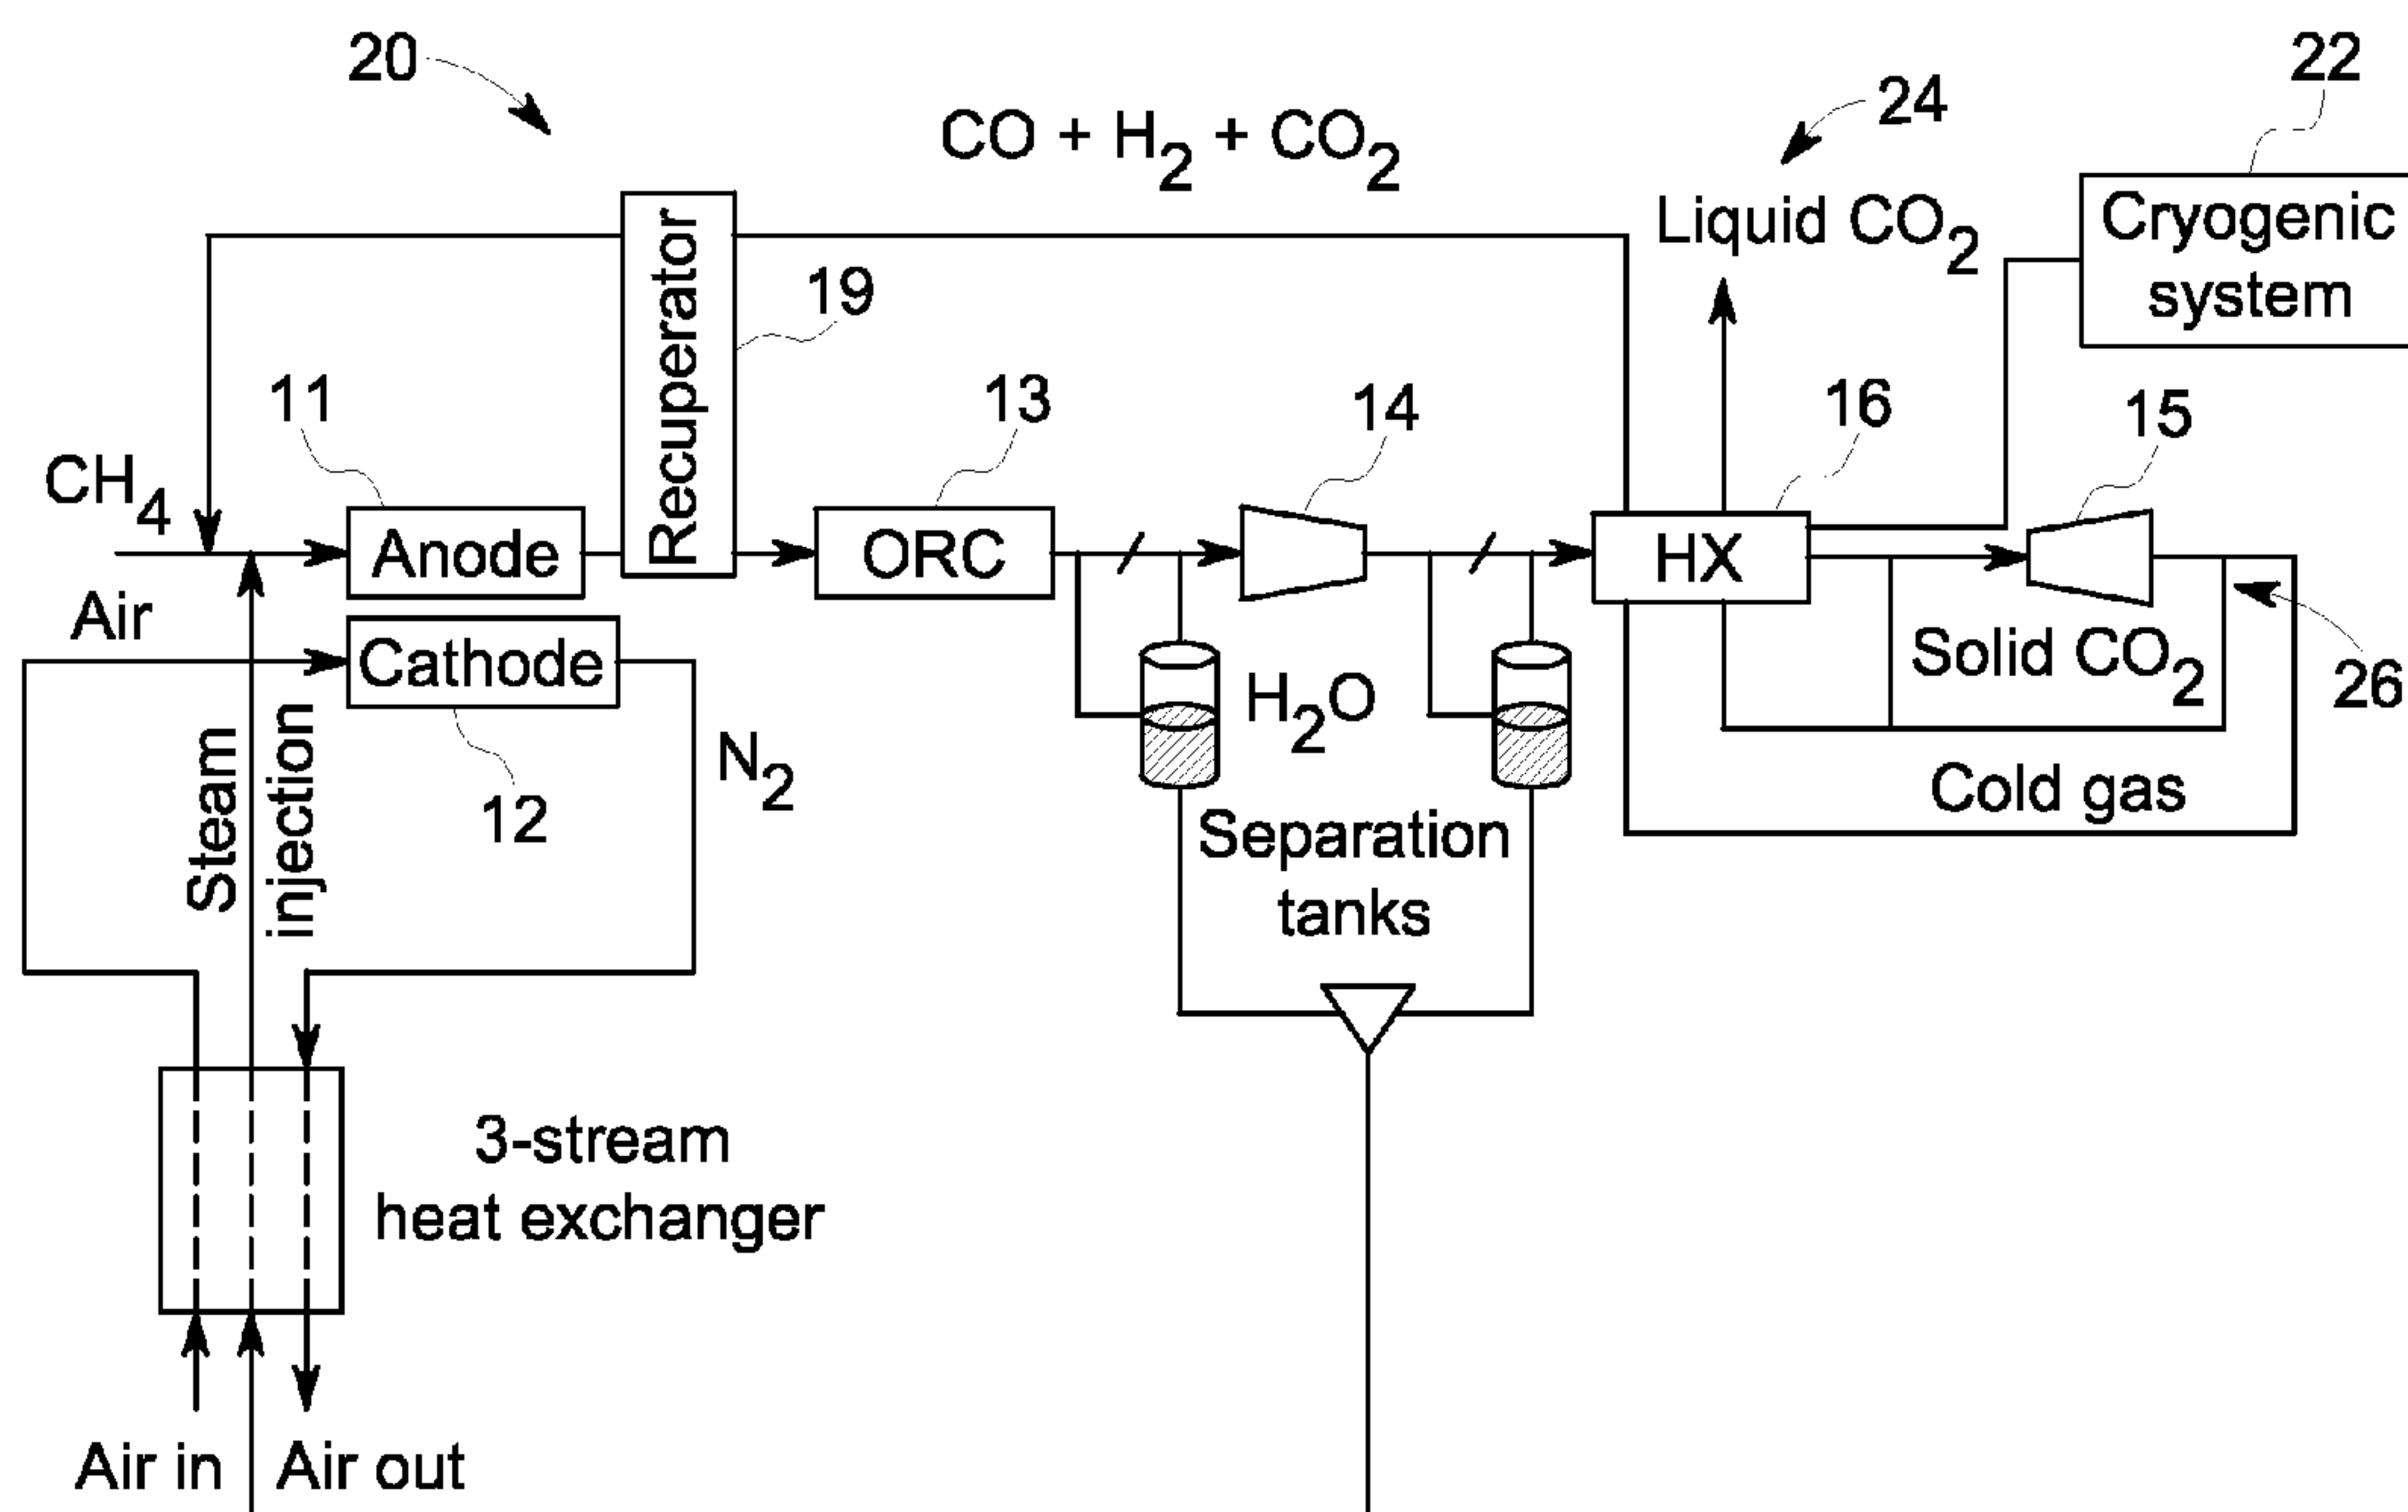 20
CO + H2 + CO2
24
22
Liquid CO2
Cryogenic
system
Recuperator
19
11
13
14
16
15
CH4
Anode
ORC
HX
Air
Cathode
Solid CO2
26
H2O
N2
12
Steam
injection
Cold gas
Separation
tanks
3-stream
heat exchanger
Air in
Air out